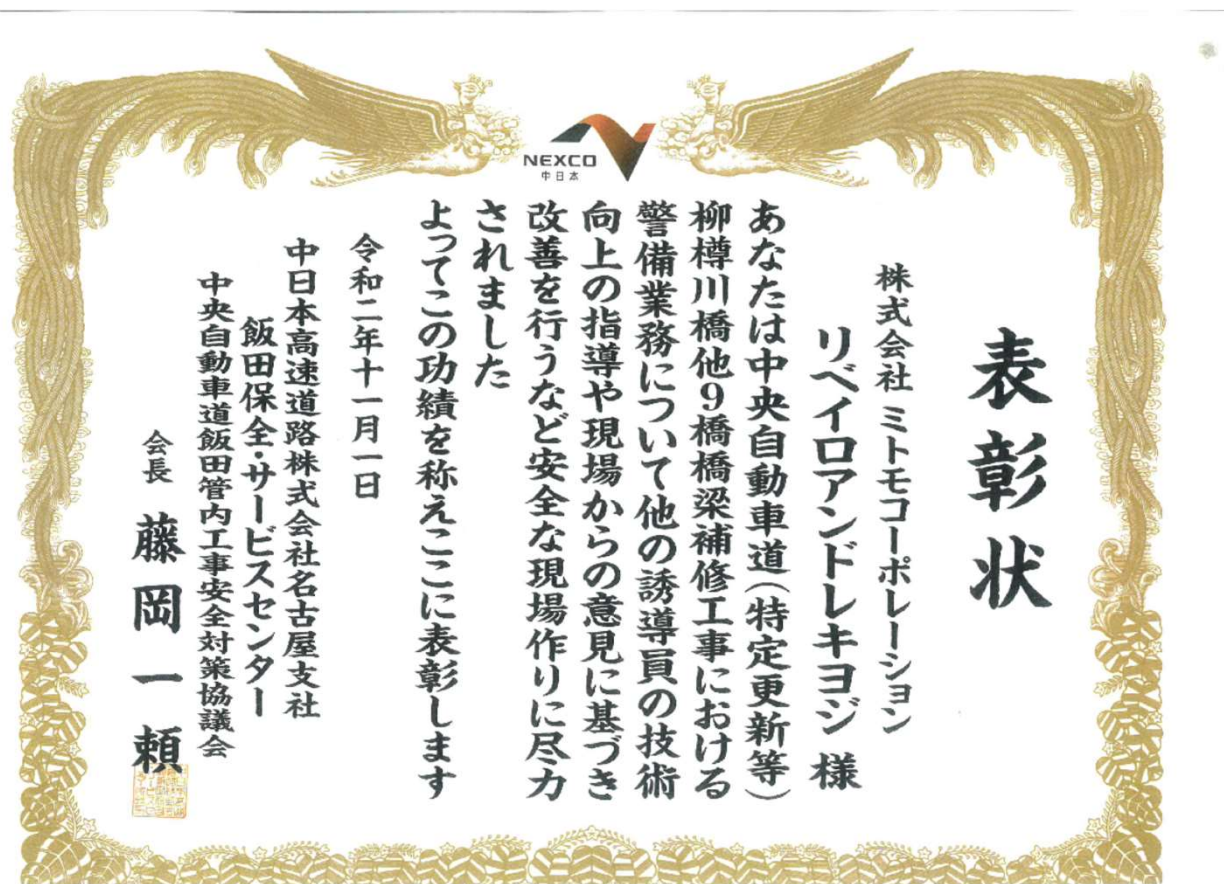 NEXCO
中日本
表彰状
株式会社 ミトモコーポレーション
リベイロアンドレキヨジ 様
あなたは中央自動車道(特定更新等)
柳樽川橋他9橋橋梁補修工事における
警備業務について他の誘導員の技術
向上の指導や現場からの意見に基づき
改善を行うなど安全な現場作りに尽力
されました
よってこの功績を称えここに表彰します
令和二年十一月一日
中日本高速道路株式会社名古屋支社
飯田保全・サービスセンター
中央自動車道飯田管内工事安全対策協議会
会長 藤岡一頼